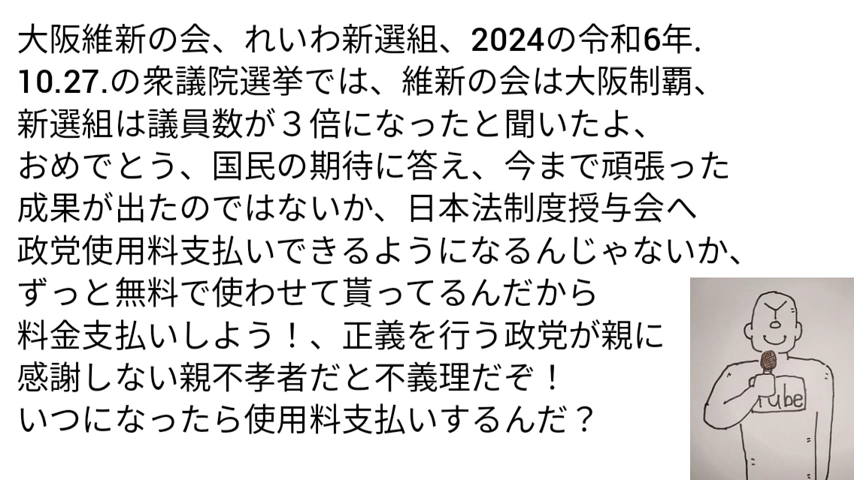 大阪維新の会、れいわ新選組、2024の令和6年.
10.27.の衆議院選挙では、維新の会は大阪制覇、
新選組は議員数が３倍になったと聞いたよ、
おめでとう、国民の期待に答え、今まで頑張った
成果が出たのではないか、日本法制度授与会へ
政党使用料支払いできるようになるんじゃないか、
ずっと無料で使わせて貰ってるんだから
料金支払いしよう！、正義を行う政党が親に
感謝しない親不孝者だと不義理だぞ！
いつになったら使用料支払いするんだ？
Tube